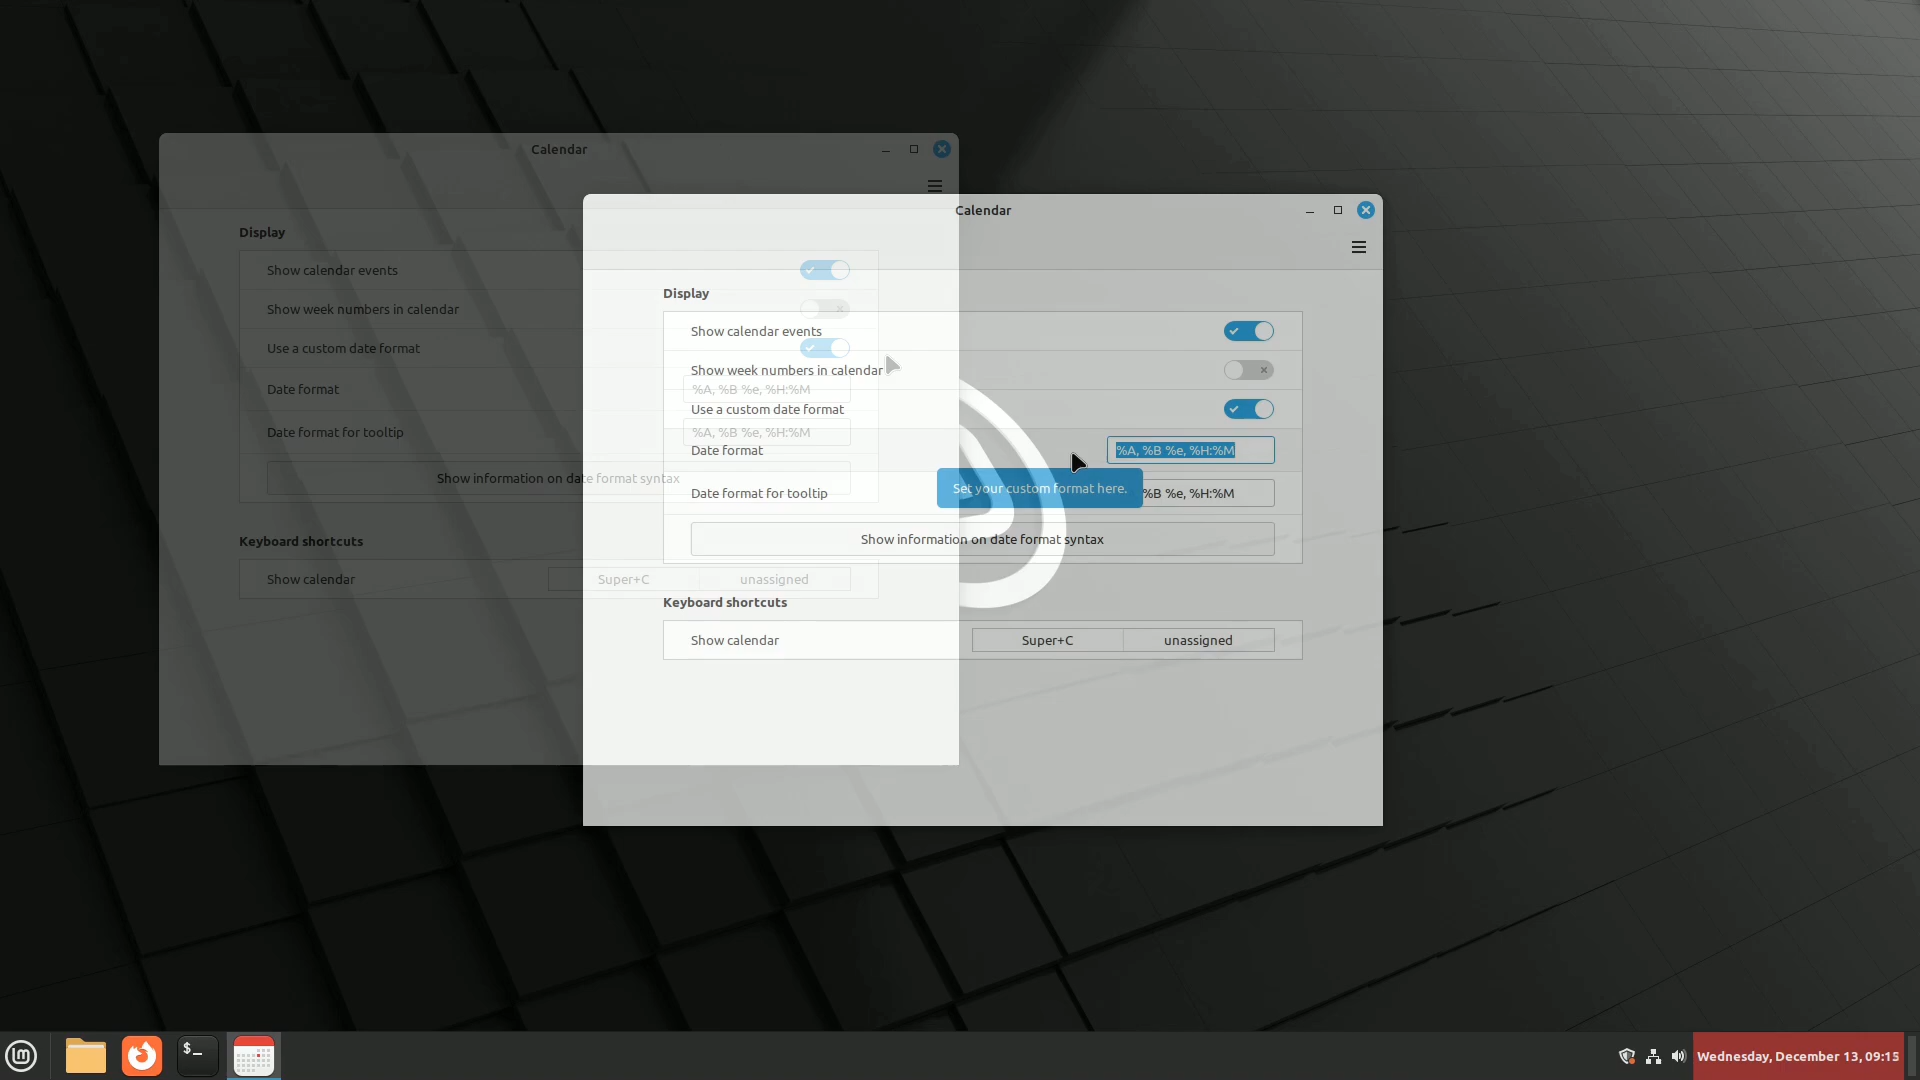 Calendar
Display
Show calendar events
Show week numbers in calendar
Use a custom date format
Date format
%A, %B %e, %H:%M
Date format for tooltip
%A, %B %e, %H:%M
Show information on date format syntax
Keyboard shortcuts
Show calendar
Super+C
unassigned
Calendar
Display
Show calendar events
Show week numbers in calendar
Use a custom date format
Date format
%A, %B %e, %H:%M
Set your custom format here.
Date format for tooltip
%B %e, %H:%M
Show information on date format syntax
Keyboard shortcuts
Show calendar
Super+C
unassigned
lm
$_
Wednesday, December 13, 09:15